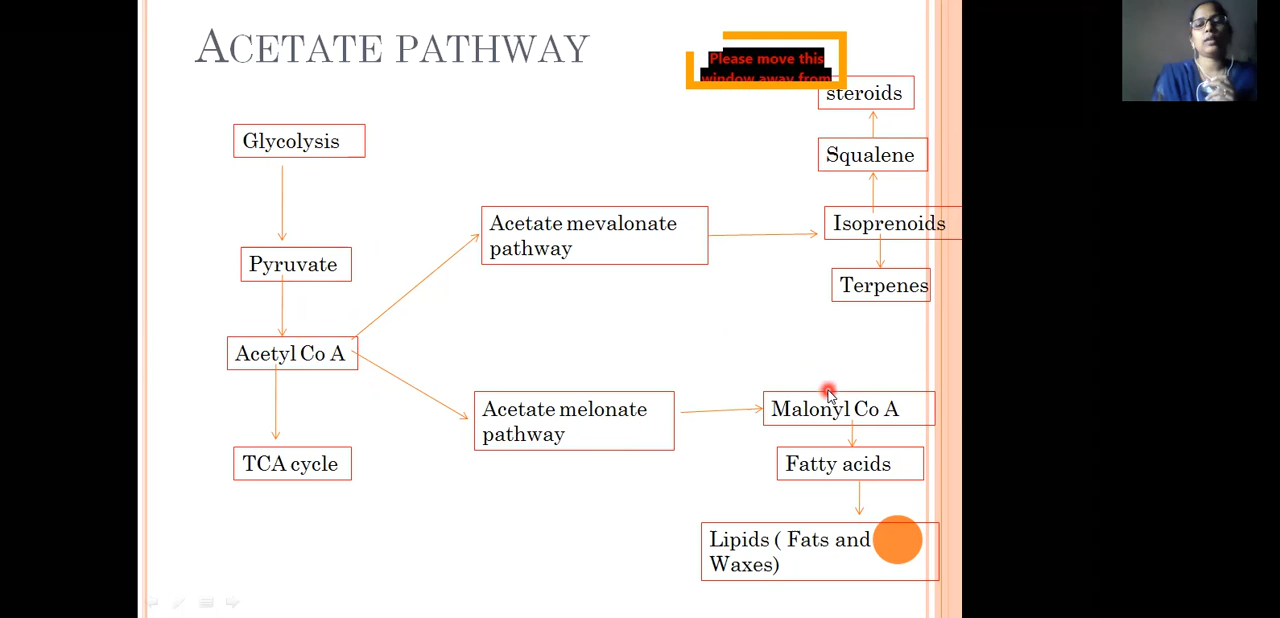 ACETATE PATHWAY
Please move this
window away from
steroids
Glycolysis
Squalene
Acetate mevalonate
pathway
Isoprenoids
Pyruvate
Terpenes
Acetyl Co A
Acetate melonate
pathway
Malonyl Co A
TCA cycle
Fatty acids
Lipids ( Fats and
Waxes)